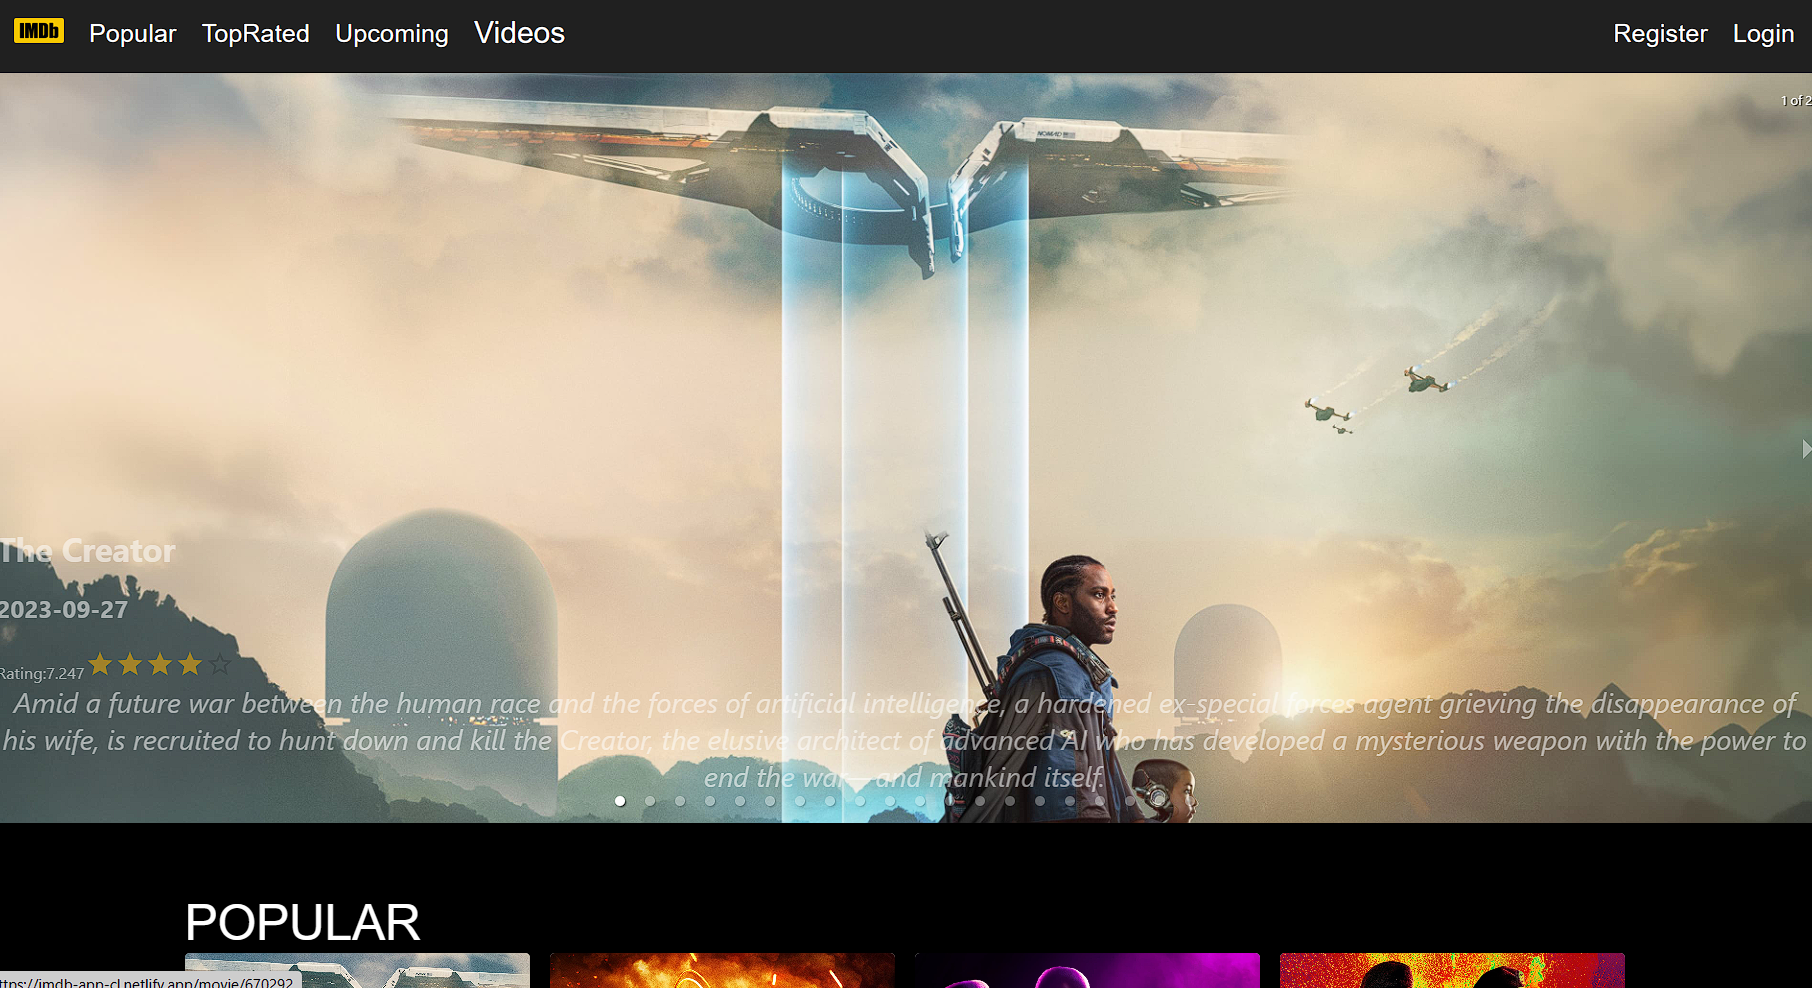 IMDb Popular TopRated Upcoming Videos Register Login
1 of 2
NOMAD
The Creator
2023-09-27
Rating:7.247
Amid a future war between the human race and the forces of artificial intelligence, a hardened ex-special forces agent grieving the disappearance of
his wife, is recruited to hunt down and kill the Creator, the elusive architect of advanced AI who has developed a mysterious weapon with the power to
end the war—and mankind itself.
POPULAR
ttps://imdb-app-cl.netlify.app/movie/670292